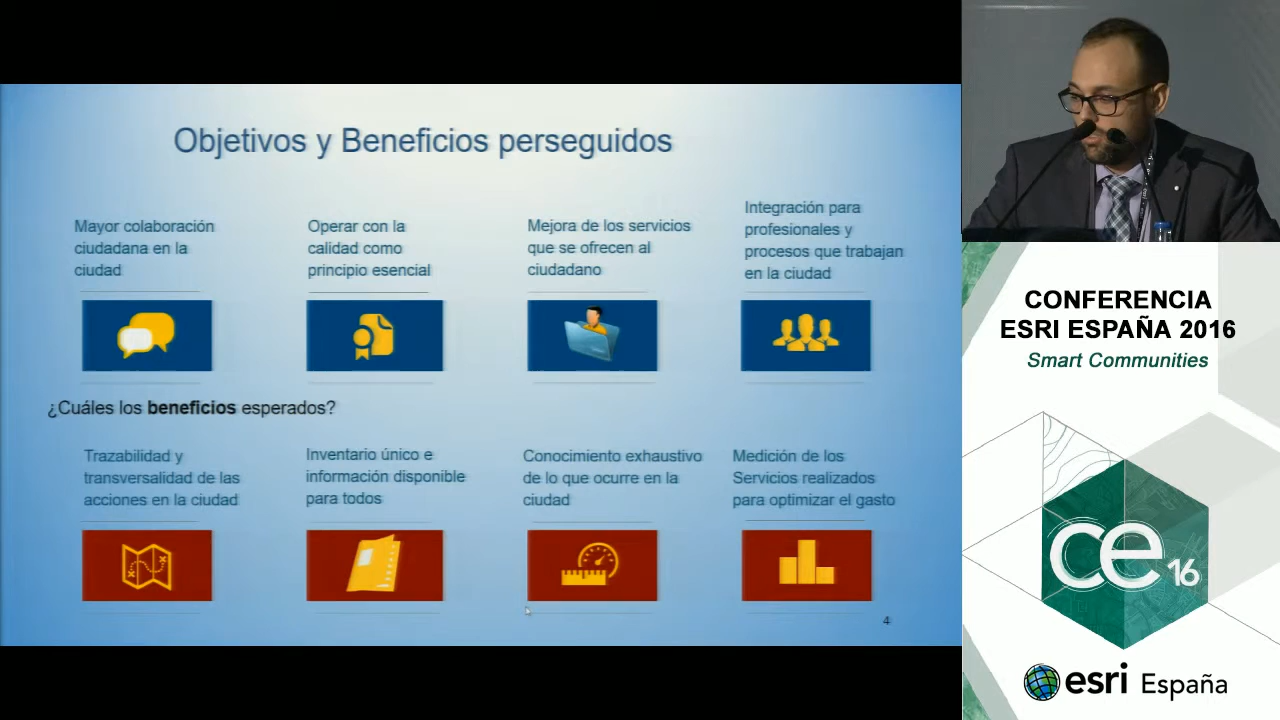 Objetivos y Beneficios perseguidos
Mayor colaboración
ciudadana en la
ciudad
Operar con la
calidad como
principio esencial
Mejora de los servicios
que se ofrecen al
ciudadano
Integración para
profesionales y
procesos que trabajan
en la ciudad
¿Cuáles los beneficios esperados?
Trazabilidad y
transversalidad de las
acciones en la ciudad
Inventario único e
información disponible
para todos
Conocimiento exhaustivo
de lo que ocurre en la
ciudad
Medición de los
Servicios realizados
para optimizar el gasto
4
CONFERENCIA
ESRI ESPAÑA 2016
Smart Communities
ce16
esri España